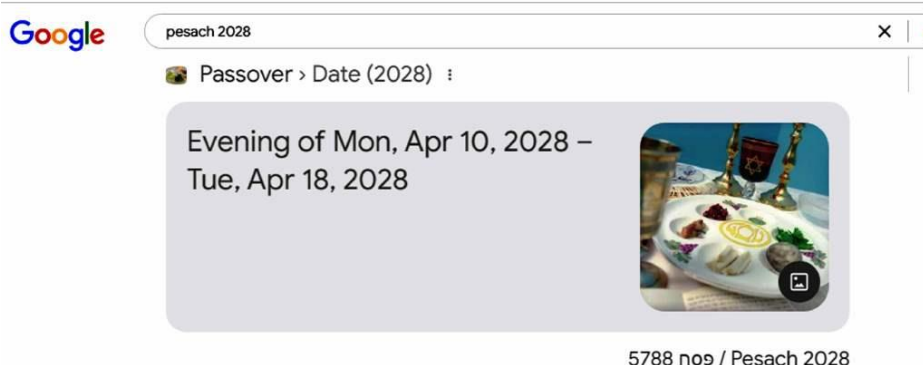 Google
pesach 2028
Passover › Date (2028)
Evening of Mon, Apr 10, 2028 –
Tue, Apr 18, 2028
5788 פסח / Pesach 2028